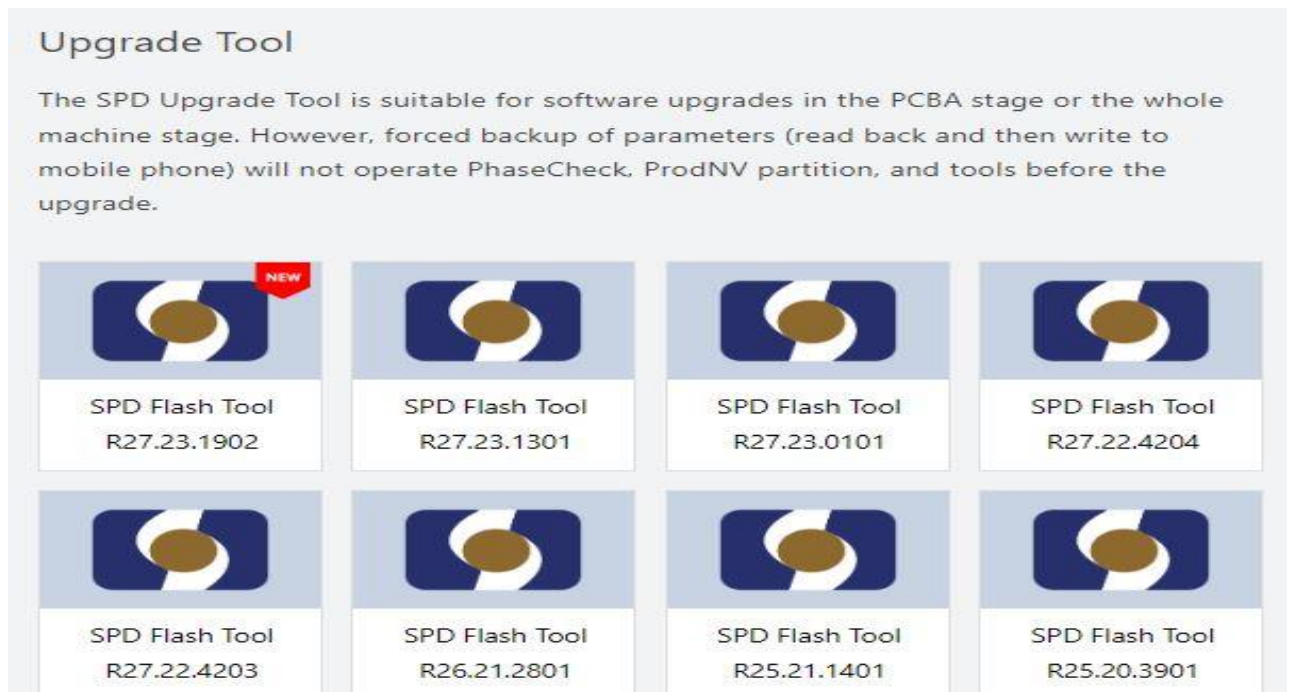 Upgrade Tool
The SPD Upgrade Tool is suitable for software upgrades in the PCBA stage or the whole
machine stage. However, forced backup of parameters (read back and then write to
mobile phone) will not operate PhaseCheck, ProdNV partition, and tools before the
upgrade.
NEW
SPD Flash Tool
R27.23.1902
SPD Flash Tool
R27.23.1301
SPD Flash Tool
R27.23.0101
SPD Flash Tool
R27.22.4204
SPD Flash Tool
R27.22.4203
SPD Flash Tool
R26.21.2801
SPD Flash Tool
R25.21.1401
SPD Flash Tool
R25.20.3901